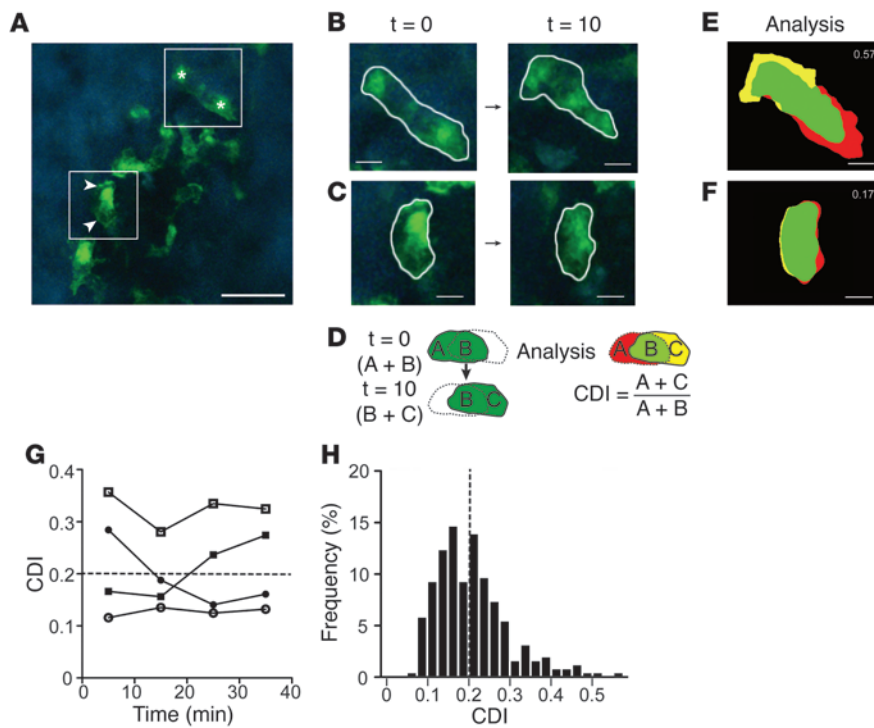 A
B
t = 0
t = 10
E
Analysis
0.57
*
*
C
F
0.17
D
t = 0
(A + B)
A B
Analysis
A B C
t = 10
(B + C)
B C
CDI = A + C
A + B
G
H
0.4
0.3
0.2
0.1
0
CDI
0 10 20 30 40
Time (min)
20
15
10
5
0
Frequency (%)
0 0.1 0.2 0.3 0.4 0.5
CDI